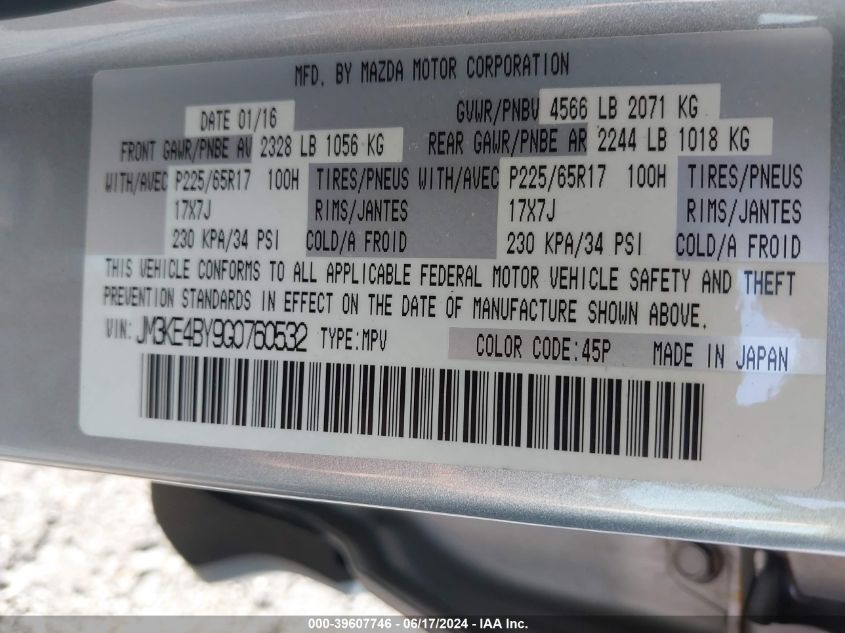 MFD. BY MAZDA MOTOR CORPORATION
DATE 01/16 GVWR/PNBV 4566 LB 2071 KG
FRONT GAWR/PNBE AV 2328 LB 1056 KG REAR GAWR/PNBE AR 2244 LB 1018 KG
WITH/AVEC P225/65R17 100H TIRES/PNEUS WITH/AVEC P225/65R17 100H TIRES/PNEUS
17X7J RIMS/JANTES 17X7J RIMS/JANTES
230 KPA/34 PSI COLD/A FROID 230 KPA/34 PSI COLD/A FROID
THIS VEHICLE CONFORMS TO ALL APPLICABLE FEDERAL MOTOR VEHICLE SAFETY AND THEFT
PREVENTION STANDARDS IN EFFECT ON THE DATE OF MANUFACTURE SHOWN ABOVE.
VIN: JM3KE4BY9G0760532 TYPE:MPV COLOR CODE:45P MADE IN JAPAN
000-39607746 - 06/17/2024 - IAA Inc.